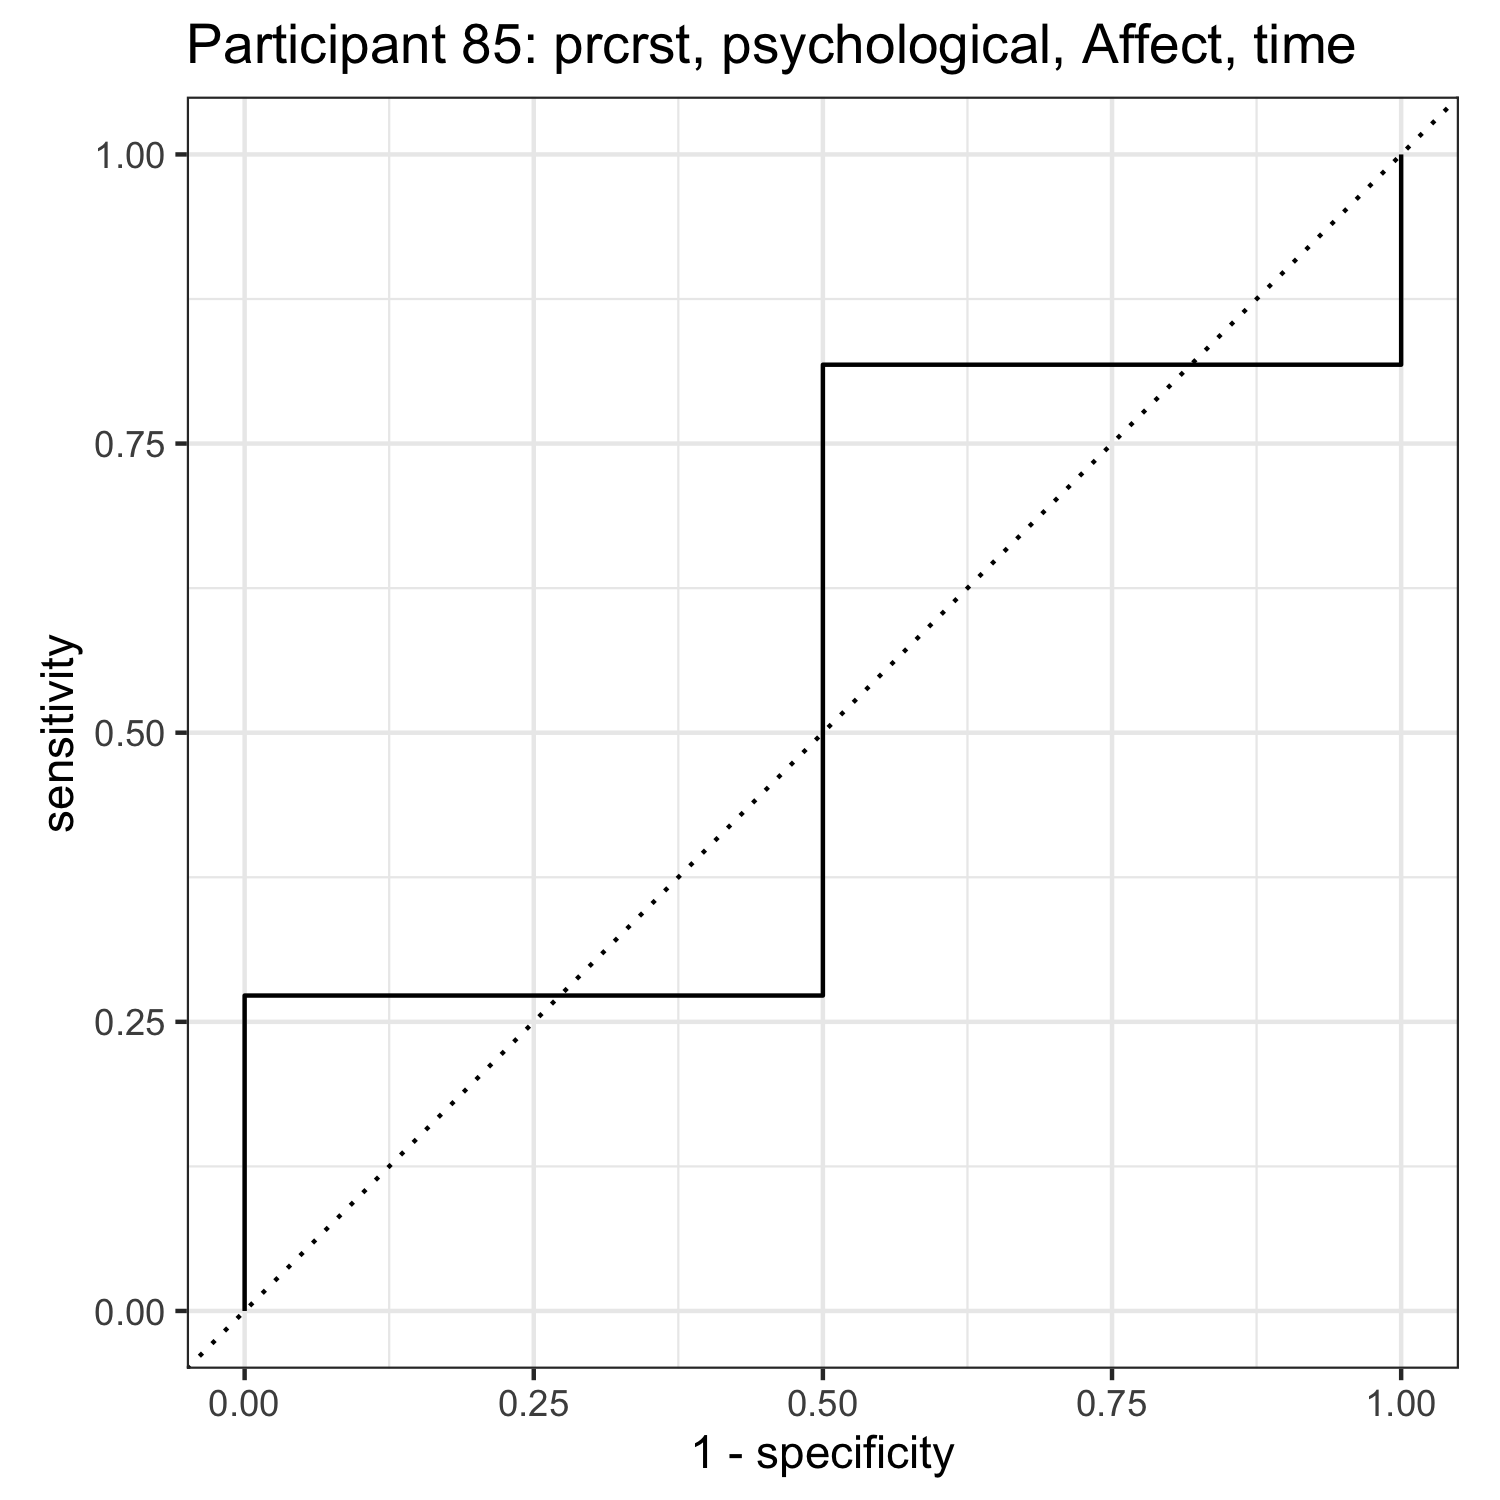 Participant 85: prcrst, psychological, Affect, time
1.00
0.75
0.50
0.25
0.00
sensitivity
0.00 0.25 0.50 0.75 1.00
1 - specificity